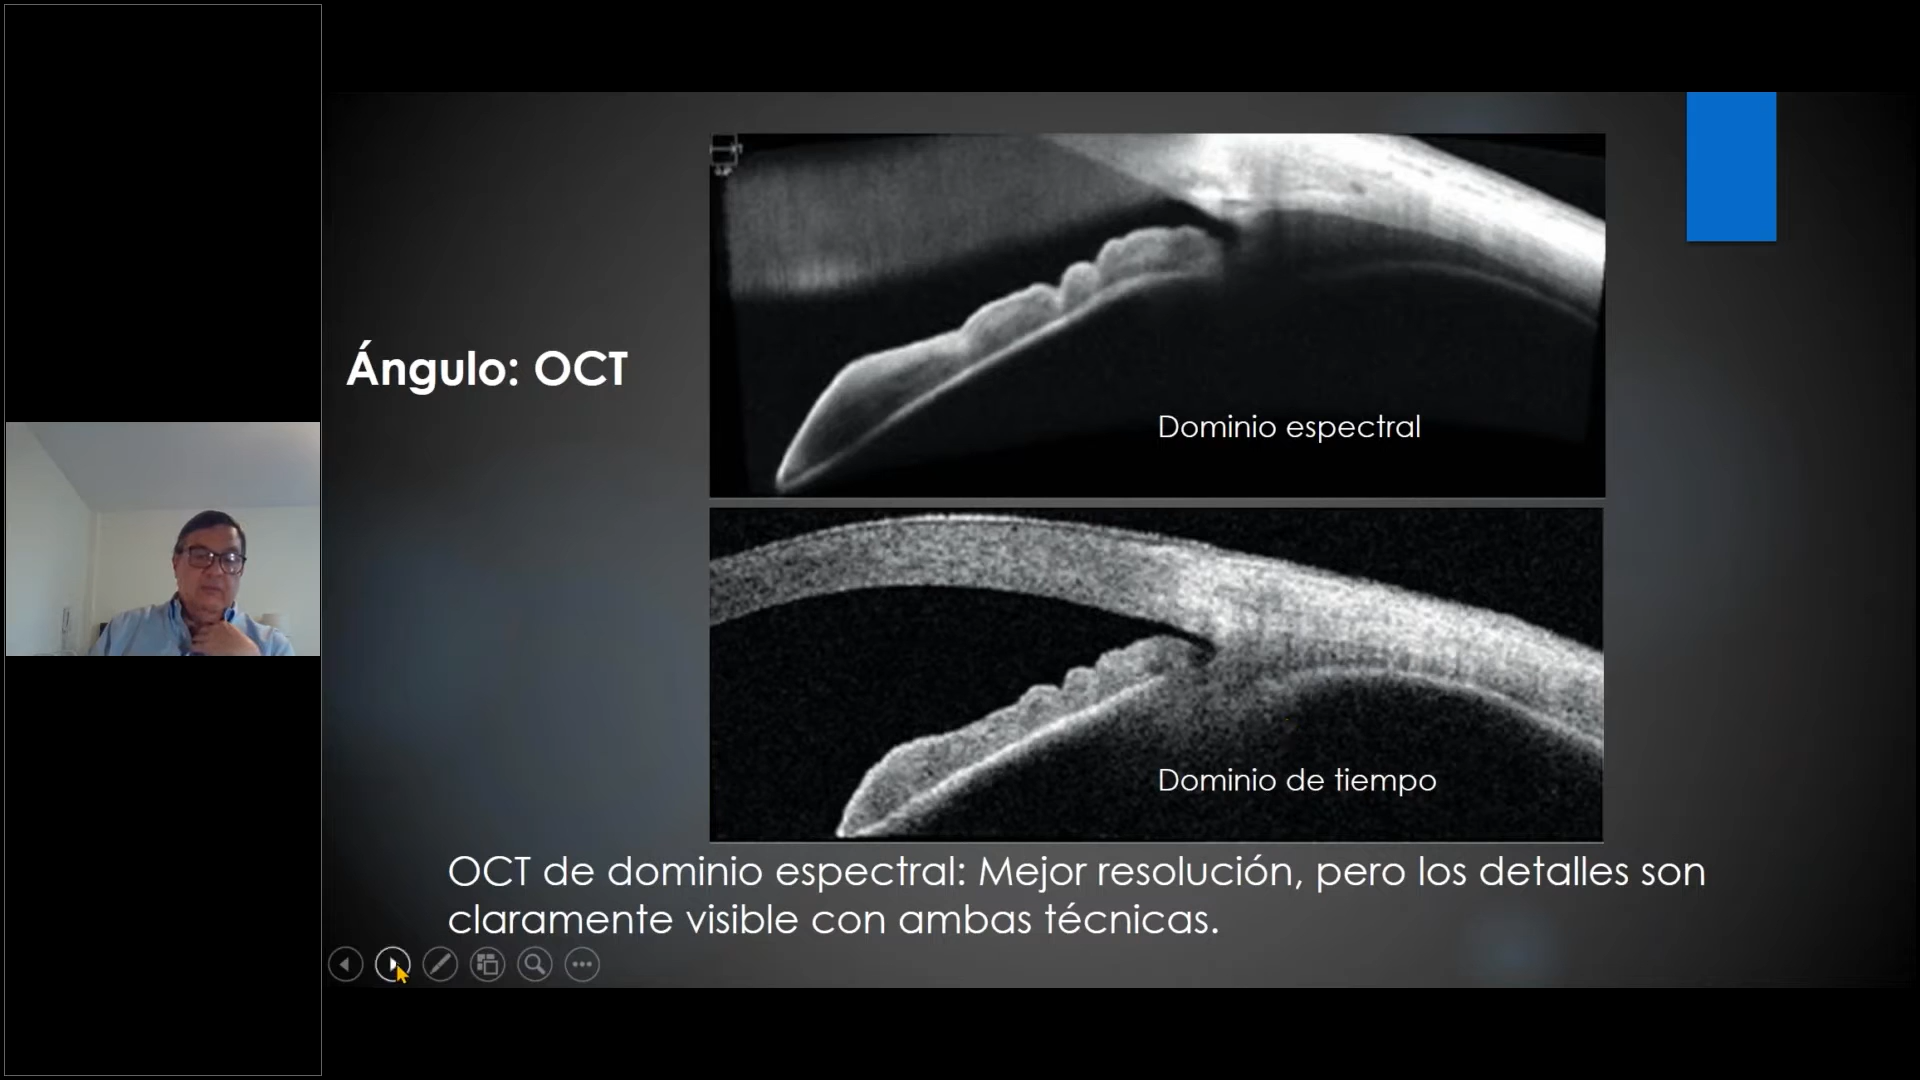 Ángulo: OCT
Dominio espectral
Dominio de tiempo
OCT de dominio espectral: Mejor resolución, pero los detalles son
claramente visible con ambas técnicas.